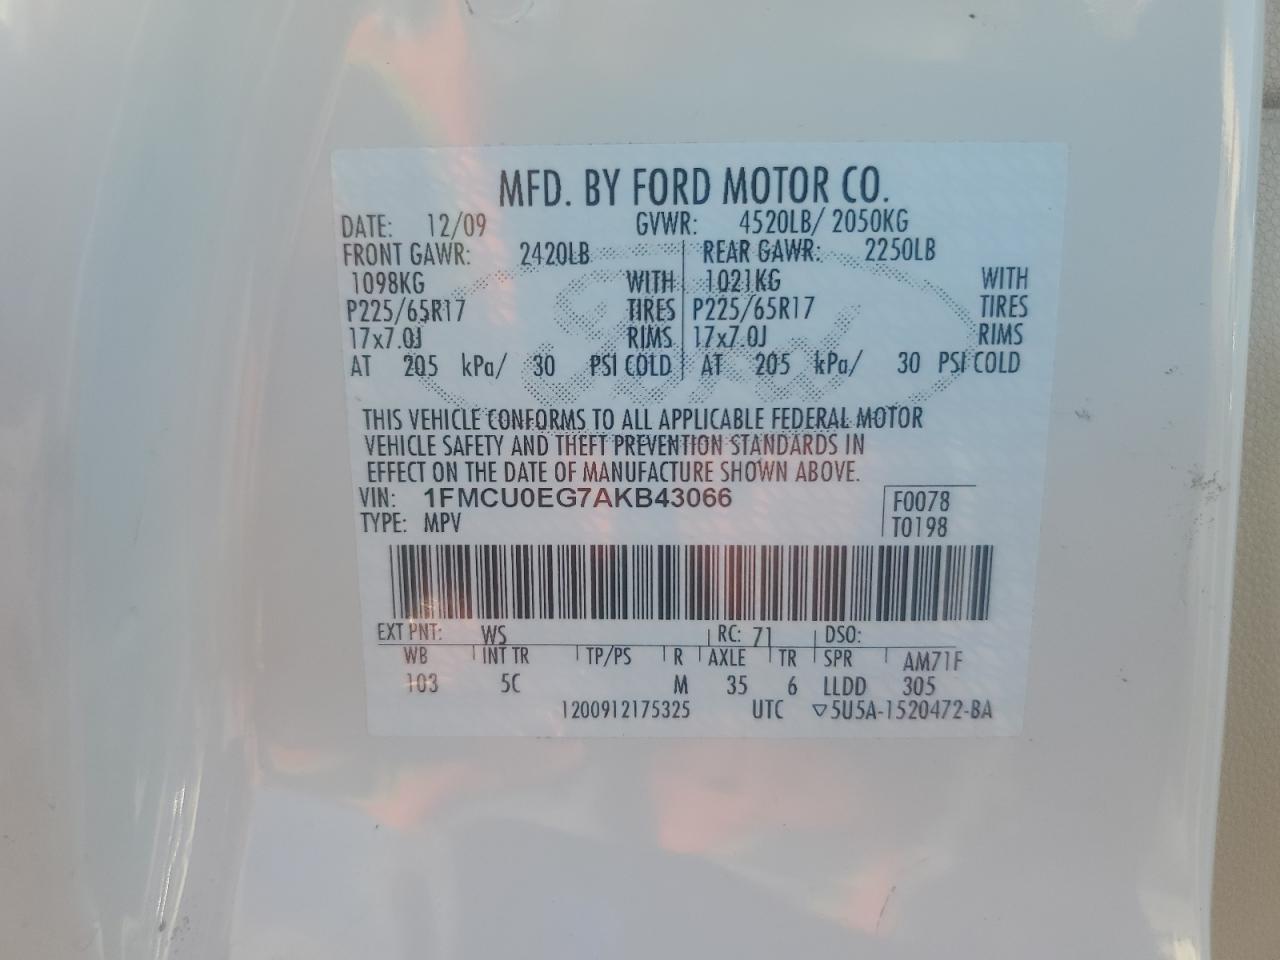 MFD. BY FORD MOTOR CO.
DATE: 12/09 GVWR: 4520LB/ 2050KG
FRONT GAWR: 2420LB REAR GAWR: 2250LB
1098KG WITH 1021KG WITH
P225/65R17 TIRES P225/65R17 TIRES
17x7.0J RIMS 17x7.0J RIMS
AT 205 kPa/ 30 PSI COLD AT 205 kPa/ 30 PSI COLD
THIS VEHICLE CONFORMS TO ALL APPLICABLE FEDERAL MOTOR
VEHICLE SAFETY AND THEFT PREVENTION STANDARDS IN
EFFECT ON THE DATE OF MANUFACTURE SHOWN ABOVE.
VIN: 1FMCU0EG7AKB43066 F0078
TYPE: MPV T0198
EXT PNT: WS RC: 71 DSO:
WB INT TR TP/PS R AXLE TR SPR AM71F
103 5C M 35 6 LLDD 305
1200912175325 UTC ▽5U5A-1520472-BA